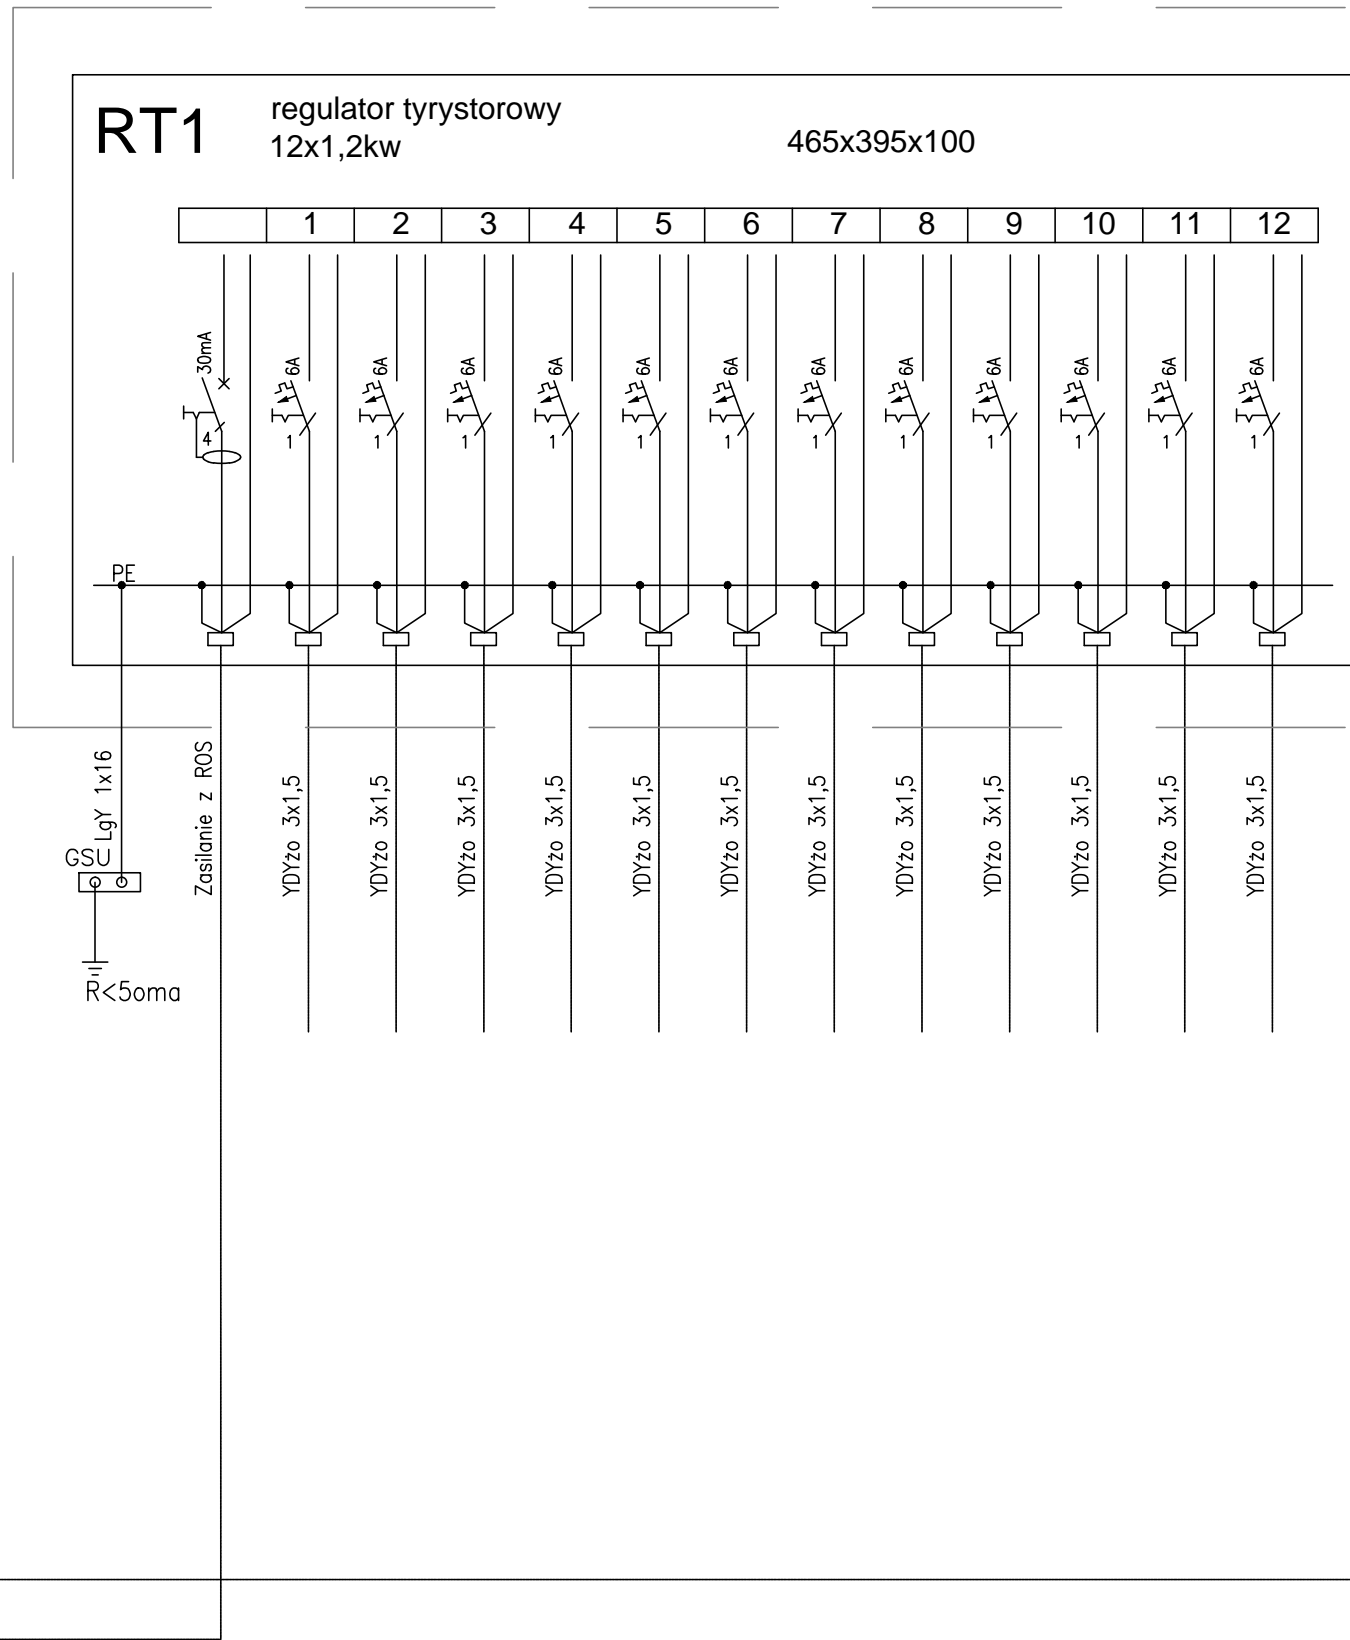 RT1
regulator tyrystorowy
12x1,2kw
465x395x100
1 2 3 4 5 6 7 8 9 10 11 12
30mA 6A 6A 6A 6A 6A 6A 6A 6A 6A 6A 6A 6A
4 1 1 1 1 1 1 1 1 1 1 1 1
PE
LgY 1x16
Zasilanie z ROS
YDYżo 3x1,5
YDYżo 3x1,5
YDYżo 3x1,5
YDYżo 3x1,5
YDYżo 3x1,5
YDYżo 3x1,5
YDYżo 3x1,5
YDYżo 3x1,5
YDYżo 3x1,5
YDYżo 3x1,5
YDYżo 3x1,5
YDYżo 3x1,5
GSU
R<5oma